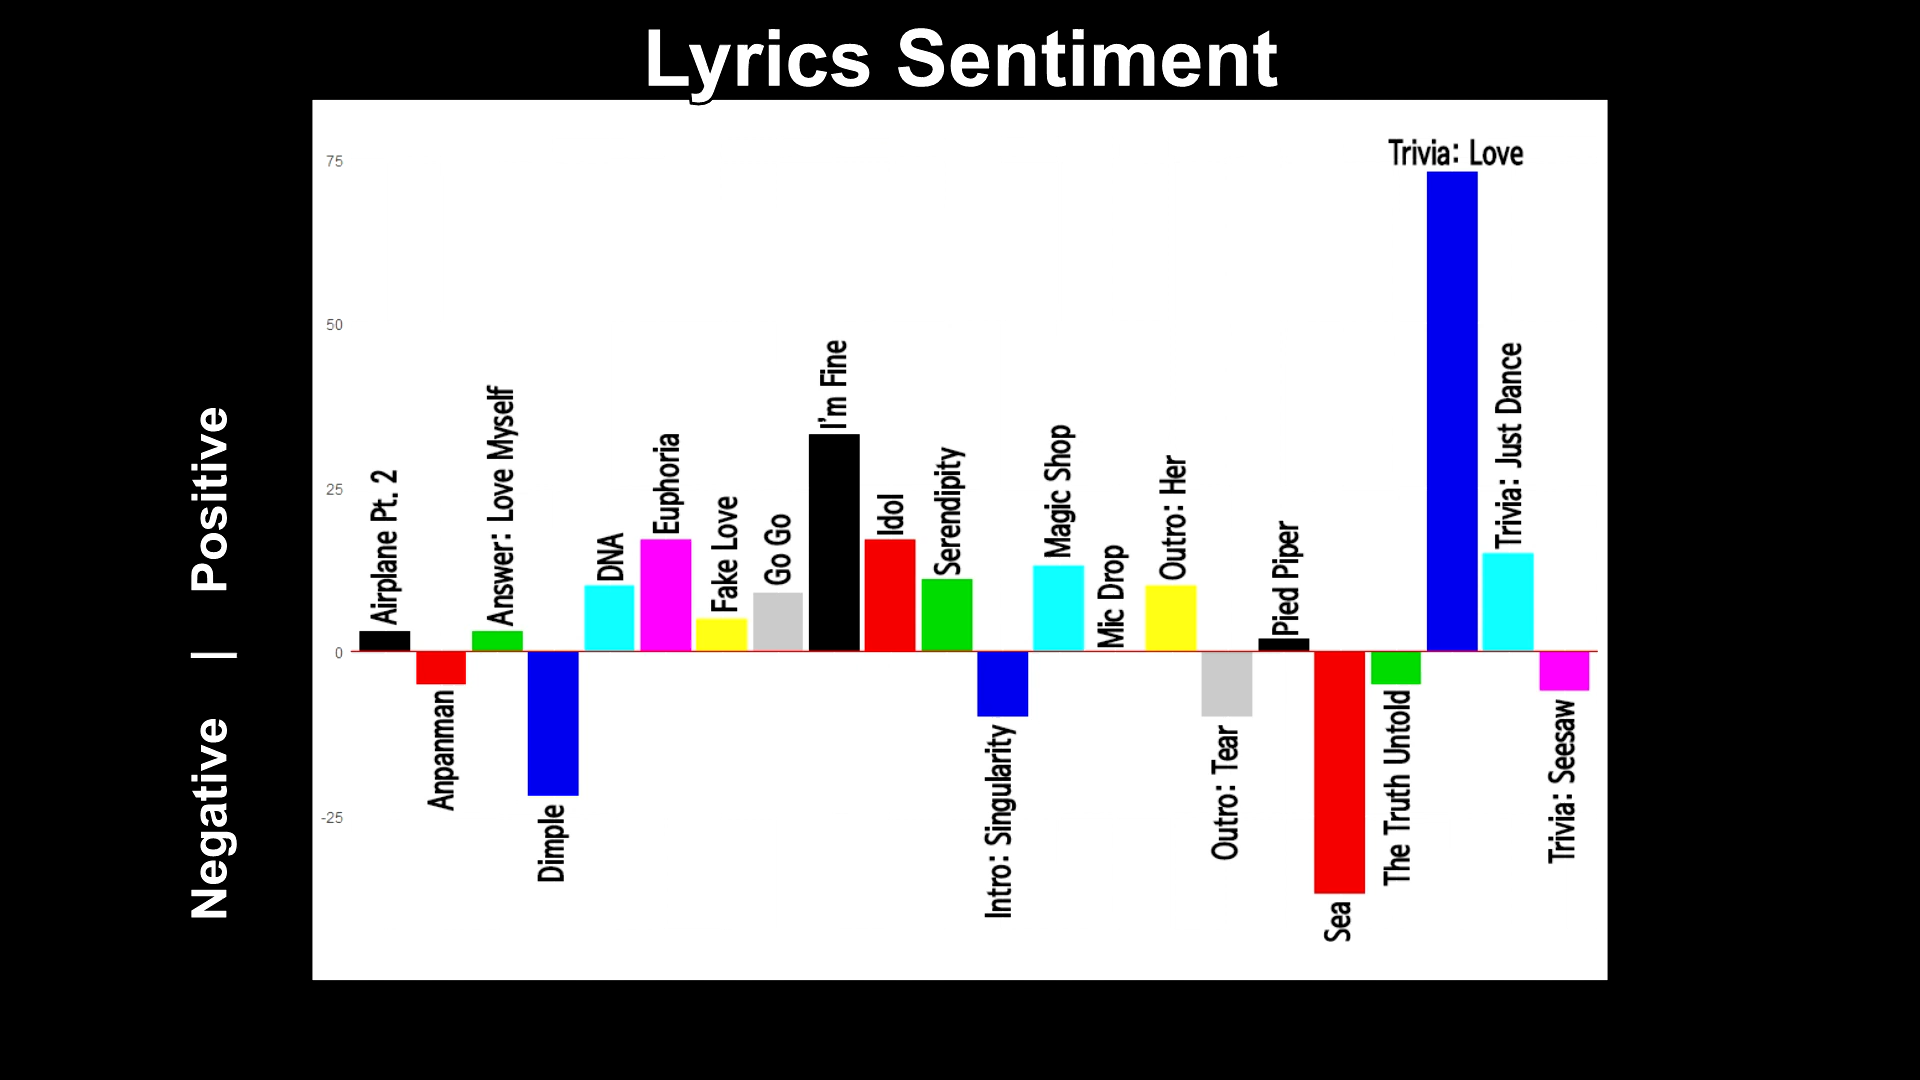 Lyrics Sentiment
Positive
|
Negative
75
50
25
0
-25
Airplane Pt. 2
Anpanman
Answer: Love Myself
Dimple
DNA
Euphoria
Fake Love
Go Go
I'm Fine
Idol
Serendipity
Intro: Singularity
Magic Shop
Mic Drop
Outro: Her
Outro: Tear
Pied Piper
Sea
The Truth Untold
Trivia: Love
Trivia: Just Dance
Trivia: Seesaw